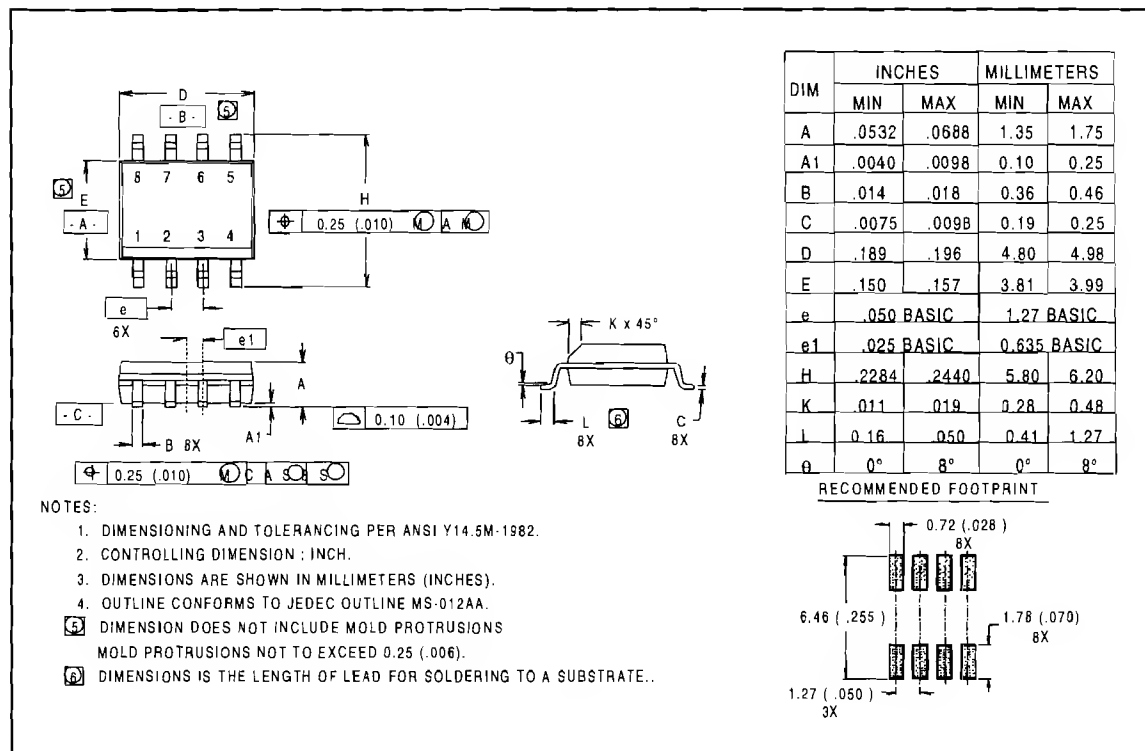 D
- B -
5
8 7 6 5
5
E
- A -
H
0.25 (.010) M A M
1 2 3 4
e
6X
e1
A
- C -
A1
0.10 (.004)
B 8X
0.25 (.010) M C A S B S
K x 45°
θ
L
8X
6
C
8X
DIM INCHES MILLIMETERS
MIN MAX MIN MAX
A .0532 .0688 1.35 1.75
A1 .0040 .0098 0.10 0.25
B .014 .018 0.36 0.46
C .0075 .0098 0.19 0.25
D .189 .196 4.80 4.98
E .150 .157 3.81 3.99
e .050 BASIC 1.27 BASIC
e1 .025 BASIC 0.635 BASIC
H .2284 .2440 5.80 6.20
K .011 .019 0.28 0.48
L 0.16 .050 0.41 1.27
θ 0° 8° 0° 8°
RECOMMENDED FOOTPRINT
0.72 (.028)
8X
6.46 ( .255 )
1.78 (.070)
8X
1.27 ( .050 )
3X
NOTES:
1. DIMENSIONING AND TOLERANCING PER ANSI Y14.5M-1982.
2. CONTROLLING DIMENSION : INCH.
3. DIMENSIONS ARE SHOWN IN MILLIMETERS (INCHES).
4. OUTLINE CONFORMS TO JEDEC OUTLINE MS-012AA.
5 DIMENSION DOES NOT INCLUDE MOLD PROTRUSIONS
MOLD PROTRUSIONS NOT TO EXCEED 0.25 (.006).
6 DIMENSIONS IS THE LENGTH OF LEAD FOR SOLDERING TO A SUBSTRATE..